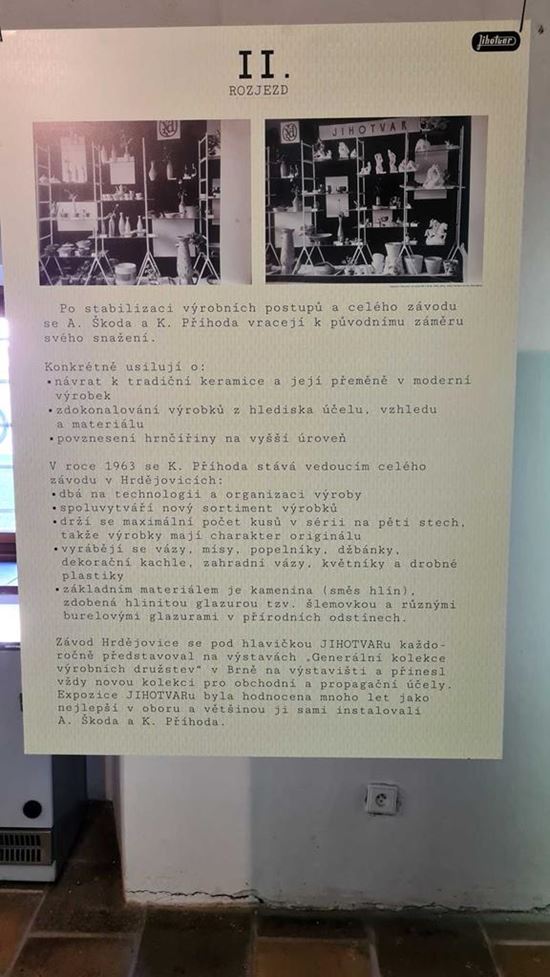 Jihotvar
II.
ROZJEZD
JIHOTVAR
Po stabilizaci výrobních postupů a celého závodu
se A. Škoda a K. Příhoda vracejí k původnímu záměru
svého snažení.
Konkrétně usilují o:
▪návrat k tradiční keramice a její přeměně v moderní
výrobek
▪zdokonalování výrobků z hlediska účelu, vzhledu
a materiálu
▪povznesení hrnčířiny na vyšší úroveň
V roce 1963 se K. Příhoda stává vedoucím celého
závodu v Hrdějovicích:
▪dbá na technologii a organizaci výroby
▪spoluvytváří nový sortiment výrobků
▪drží se maximální počet kusů v sérii na pěti stech,
takže výrobky mají charakter originálu
▪vyrábějí se vázy, mísy, popelníky, džbánky,
dekorační kachle, zahradní vázy, květníky a drobné
plastiky
▪základním materiálem je kamenina (směs hlín),
zdobená hlinitou glazurou tzv. šlemovkou a různými
burelovými glazurami v přírodních odstínech.
Závod Hrdějovice se pod hlavičkou JIHOTVARu každo-
ročně představoval na výstavách „Generální kolekce
výrobních družstev" v Brně na výstavišti a přinesl
vždy novou kolekci pro obchodní a propagační účely.
Expozice JIHOTVARu byla hodnocena mnoho let jako
nejlepší v oboru a většinou ji sami instalovali
A. Škoda a K. Příhoda.